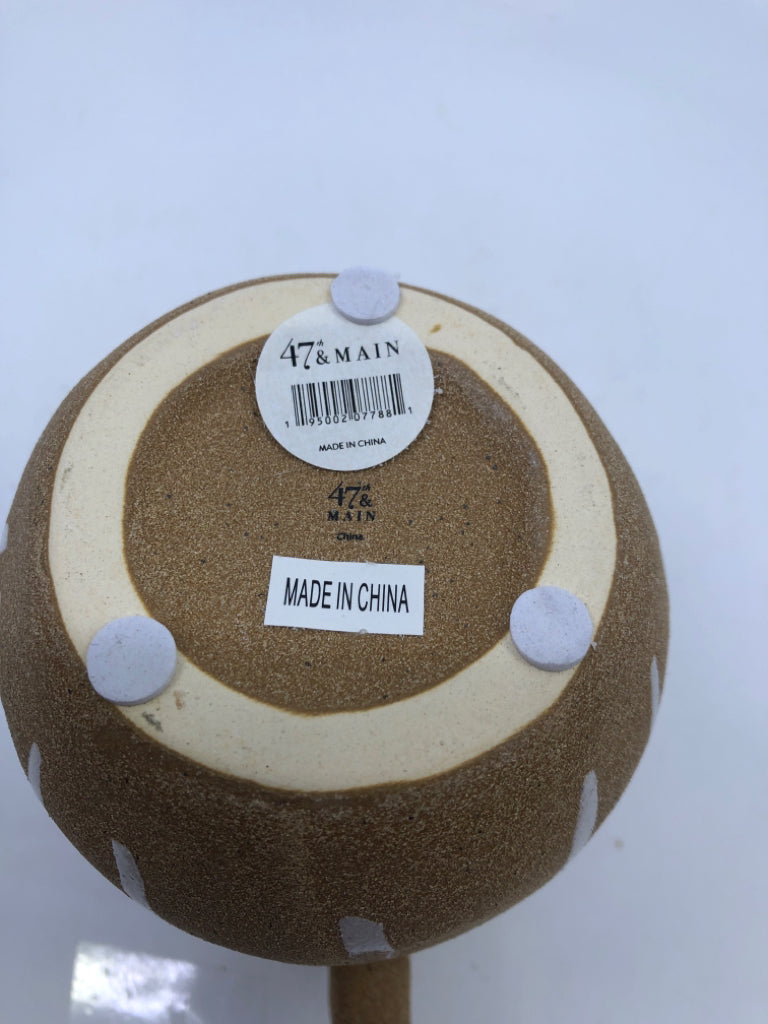 47th & MAIN
1 95002 07788 1
MADE IN CHINA
47th &
MAIN
China
MADE IN CHINA